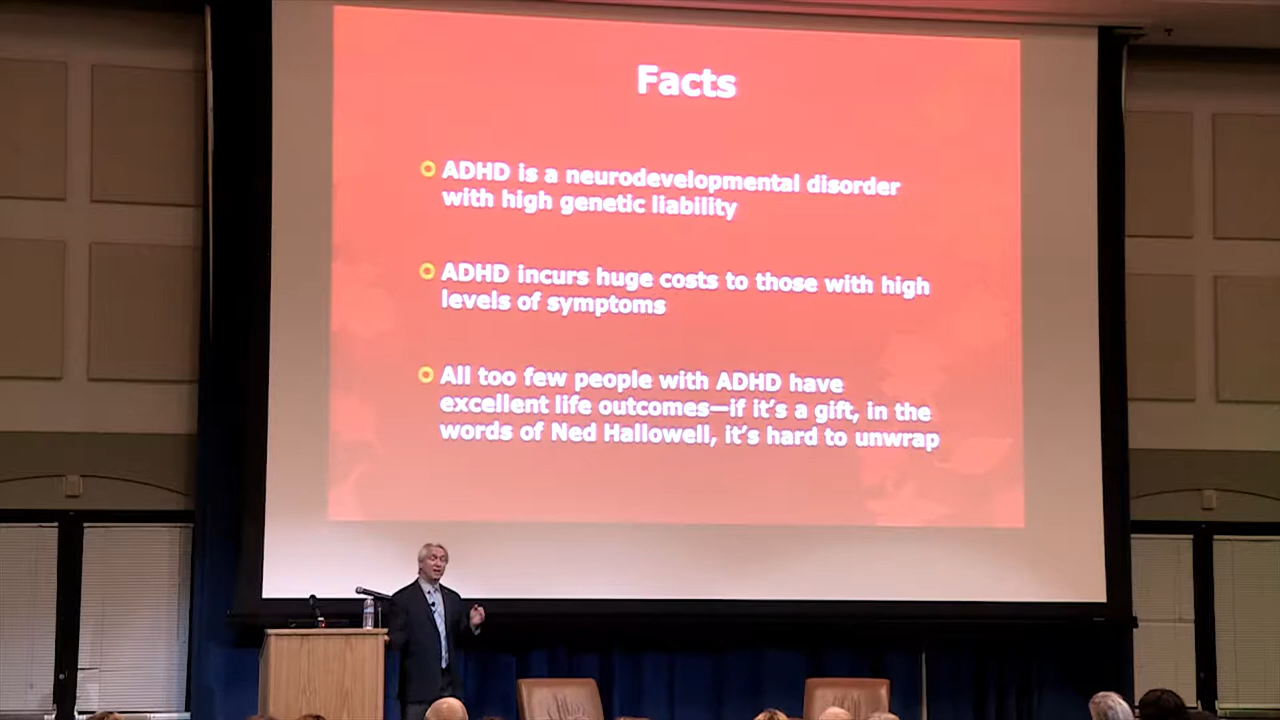 Facts
ADHD is a neurodevelopmental disorder
with high genetic liability
ADHD incurs huge costs to those with high
levels of symptoms
All too few people with ADHD have
excellent life outcomes—if it's a gift, in the
words of Ned Hallowell, it's hard to unwrap